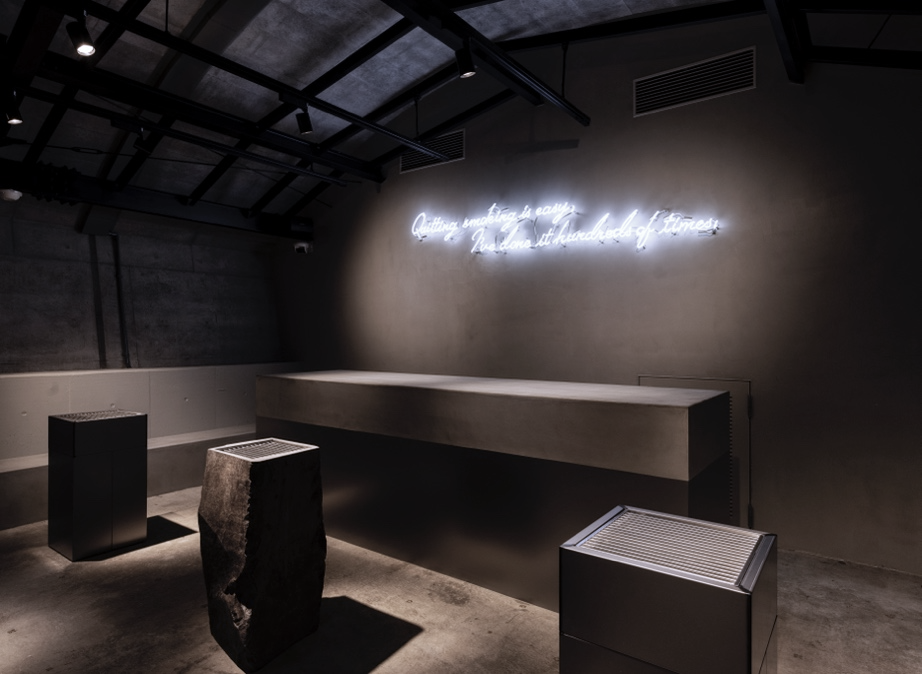 Quitting smoking is easy,
I've done it hundreds of times.